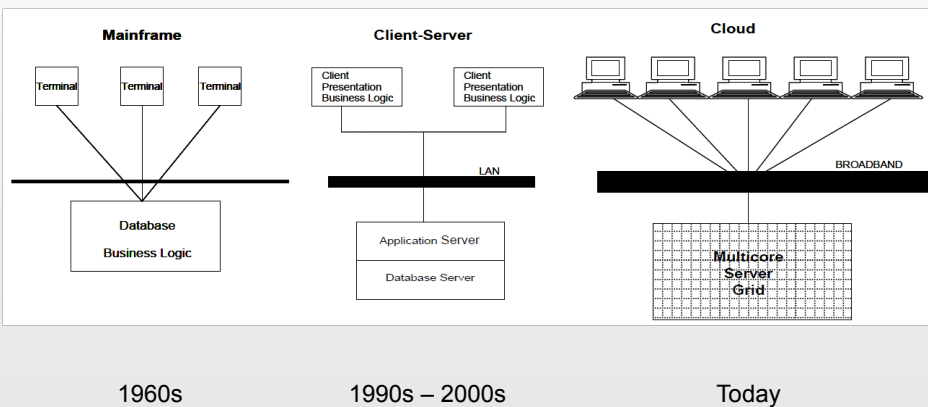 Mainframe
Terminal
Terminal
Terminal
Database
Business Logic
Client-Server
Client
Presentation
Business Logic
Client
Presentation
Business Logic
LAN
Application Server
Database Server
Cloud
BROADBAND
Multicore
Server
Grid
1960s
1990s – 2000s
Today